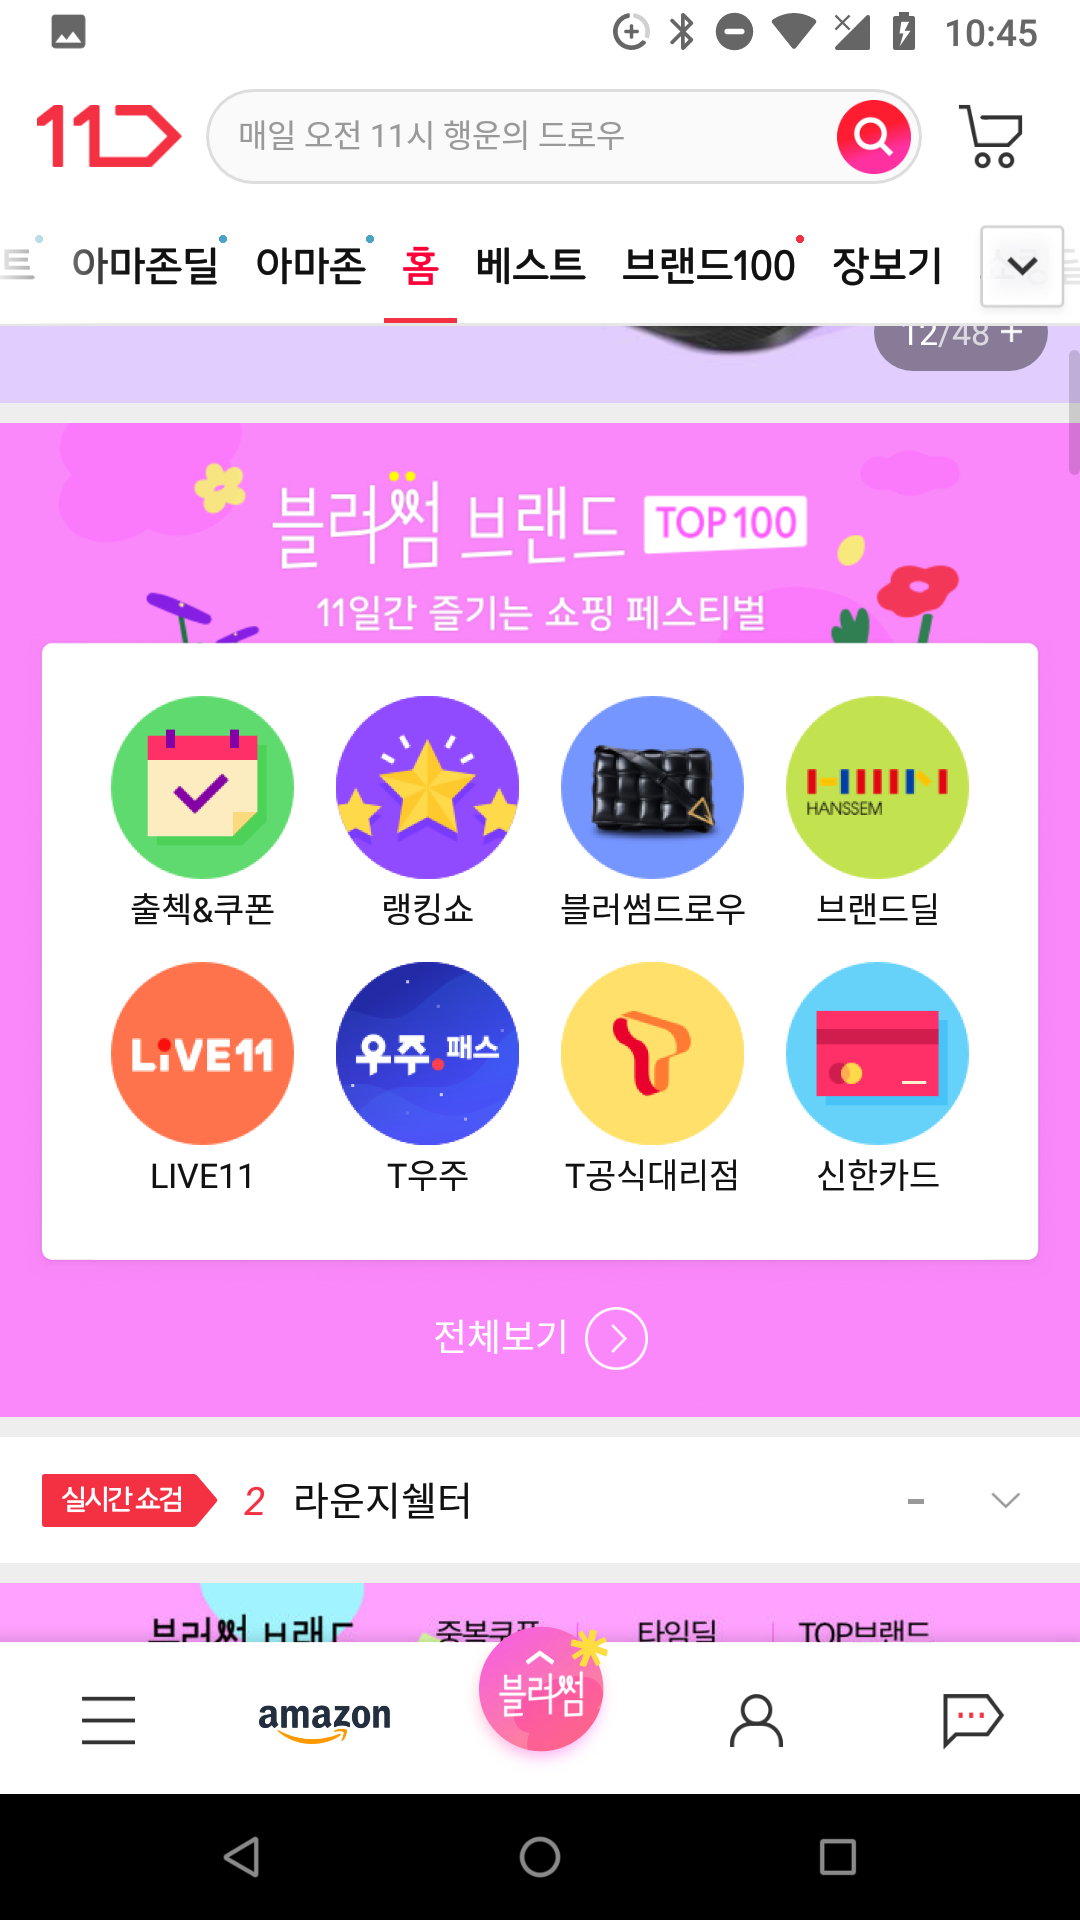 10:45
11
매일 오전 11시 행운의 드로우
트 아마존딜 아마존 홈 베스트 브랜드100 장보기
12/48 +
블러썸 브랜드 TOP100
11일간 즐기는 쇼핑 페스티벌
HANSSEM
출첵&쿠폰 랭킹쇼 블러썸드로우 브랜드딜
LIVE11 우주.패스
LIVE11 T우주 T공식대리점 신한카드
전체보기
실시간 쇼검 2 라운지쉘터 -
블러썸 브랜드 중복쿠폰 타임딜 TOP브랜드
amazon 블러썸